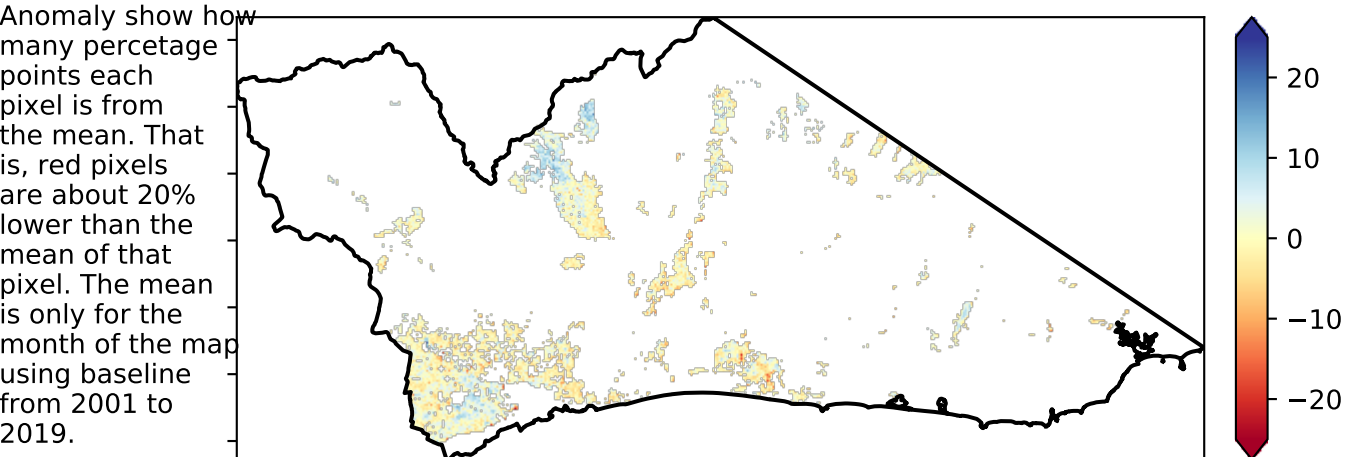 Anomaly show how
many percetage
points each
pixel is from
the mean. That
is, red pixels
are about 20%
lower than the
mean of that
pixel. The mean
is only for the
month of the map
using baseline
from 2001 to
2019.
20
10
0
−10
−20